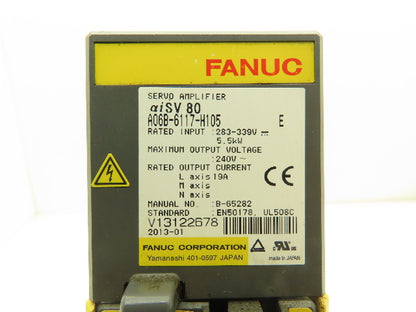 FANUC
SERVO AMPLIFIER
αiSV 80
A06B-6117-H105 E
RATED INPUT :283-339V ⎓
5.5kW
MAXIMUM OUTPUT VOLTAGE
:240V ~
RATED OUTPUT CURRENT
L axis :19A
M axis
N axis
MANUAL NO. :B-65282
STANDARD :EN50178, UL508C
V13122678
2013-01
FANUC CORPORATION
Yamanashi 401-0597 JAPAN
made in JAPAN